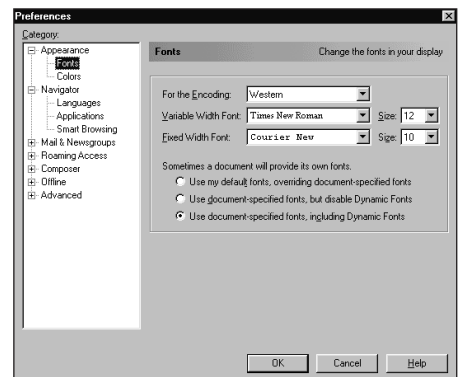 Preferences
Category:
Appearance
Fonts
Colors
Navigator
Languages
Applications
Smart Browsing
Mail & Newsgroups
Roaming Access
Composer
Offline
Advanced
Fonts Change the fonts in your display
For the Encoding: Western
Variable Width Font: Times New Roman Size: 12
Fixed Width Font: Courier New Size: 10
Sometimes a document will provide its own fonts.
Use my default fonts, overriding document-specified fonts
Use document-specified fonts, but disable Dynamic Fonts
Use document-specified fonts, including Dynamic Fonts
OK Cancel Help